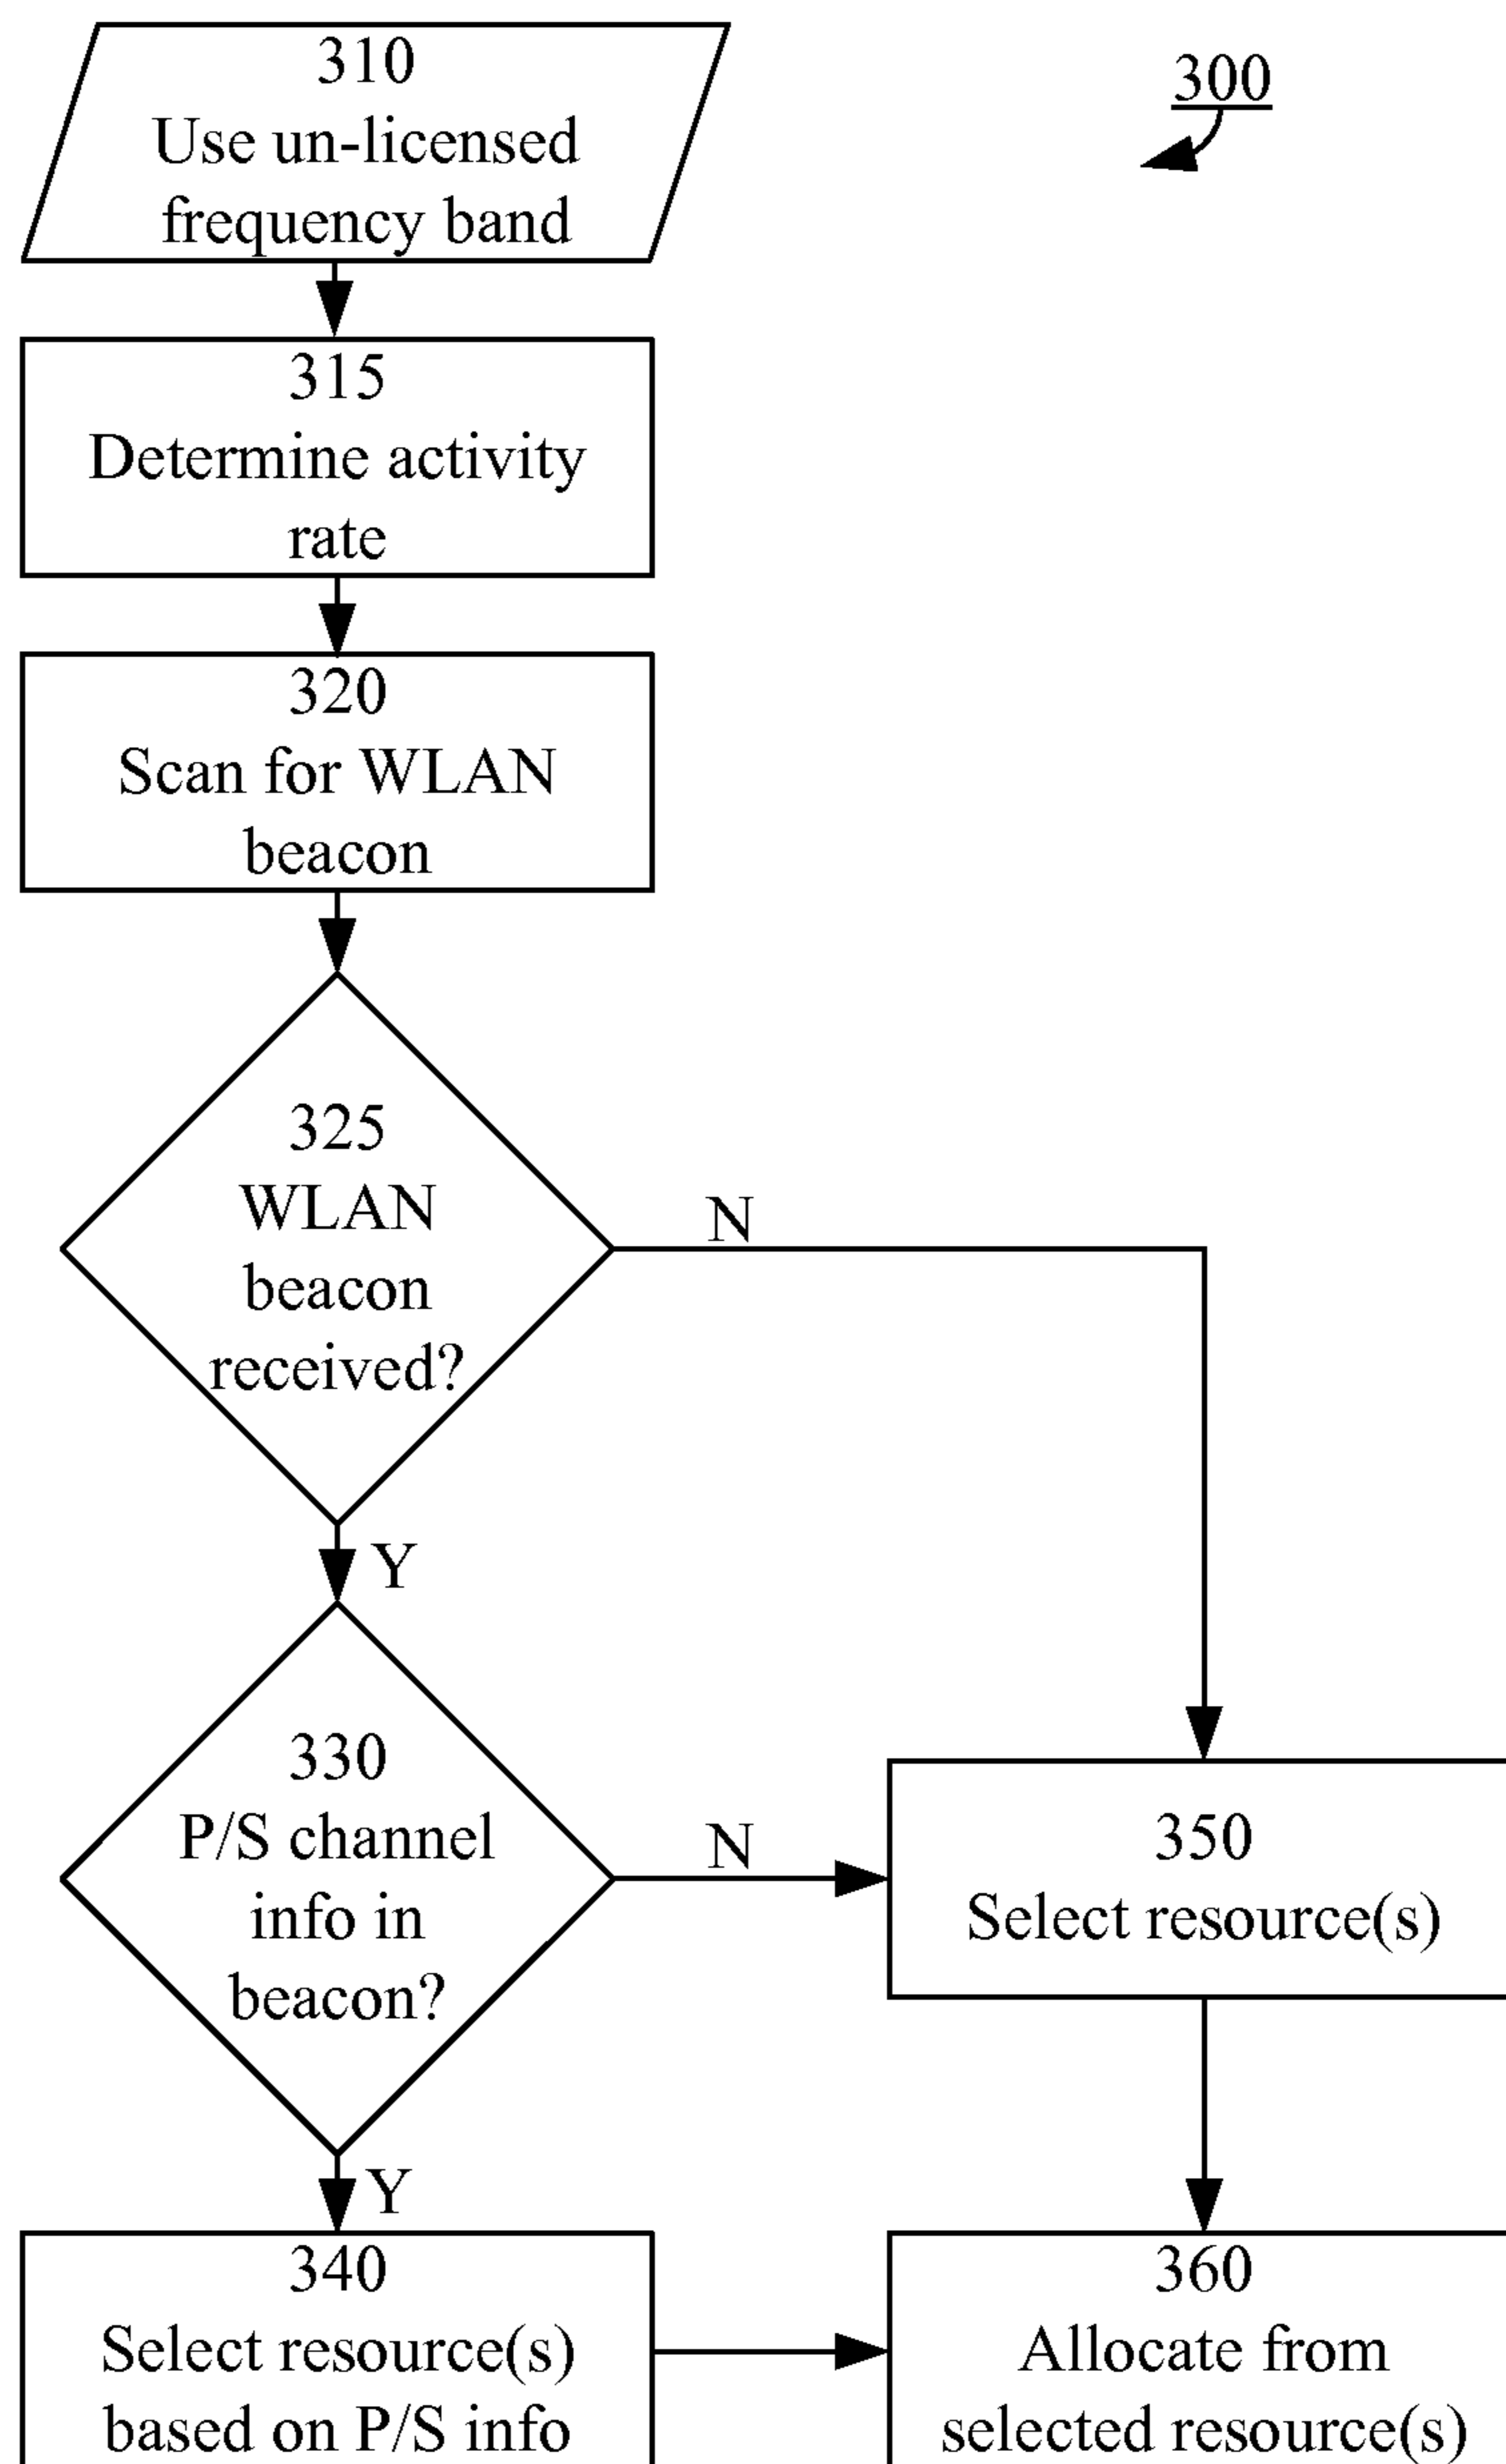 310
Use un-licensed
frequency band
300
315
Determine activity
rate
320
Scan for WLAN
beacon
325
WLAN
beacon
received?
N
Y
330
P/S channel
info in
beacon?
N
350
Select resource(s)
Y
340
Select resource(s)
based on P/S info
360
Allocate from
selected resource(s)